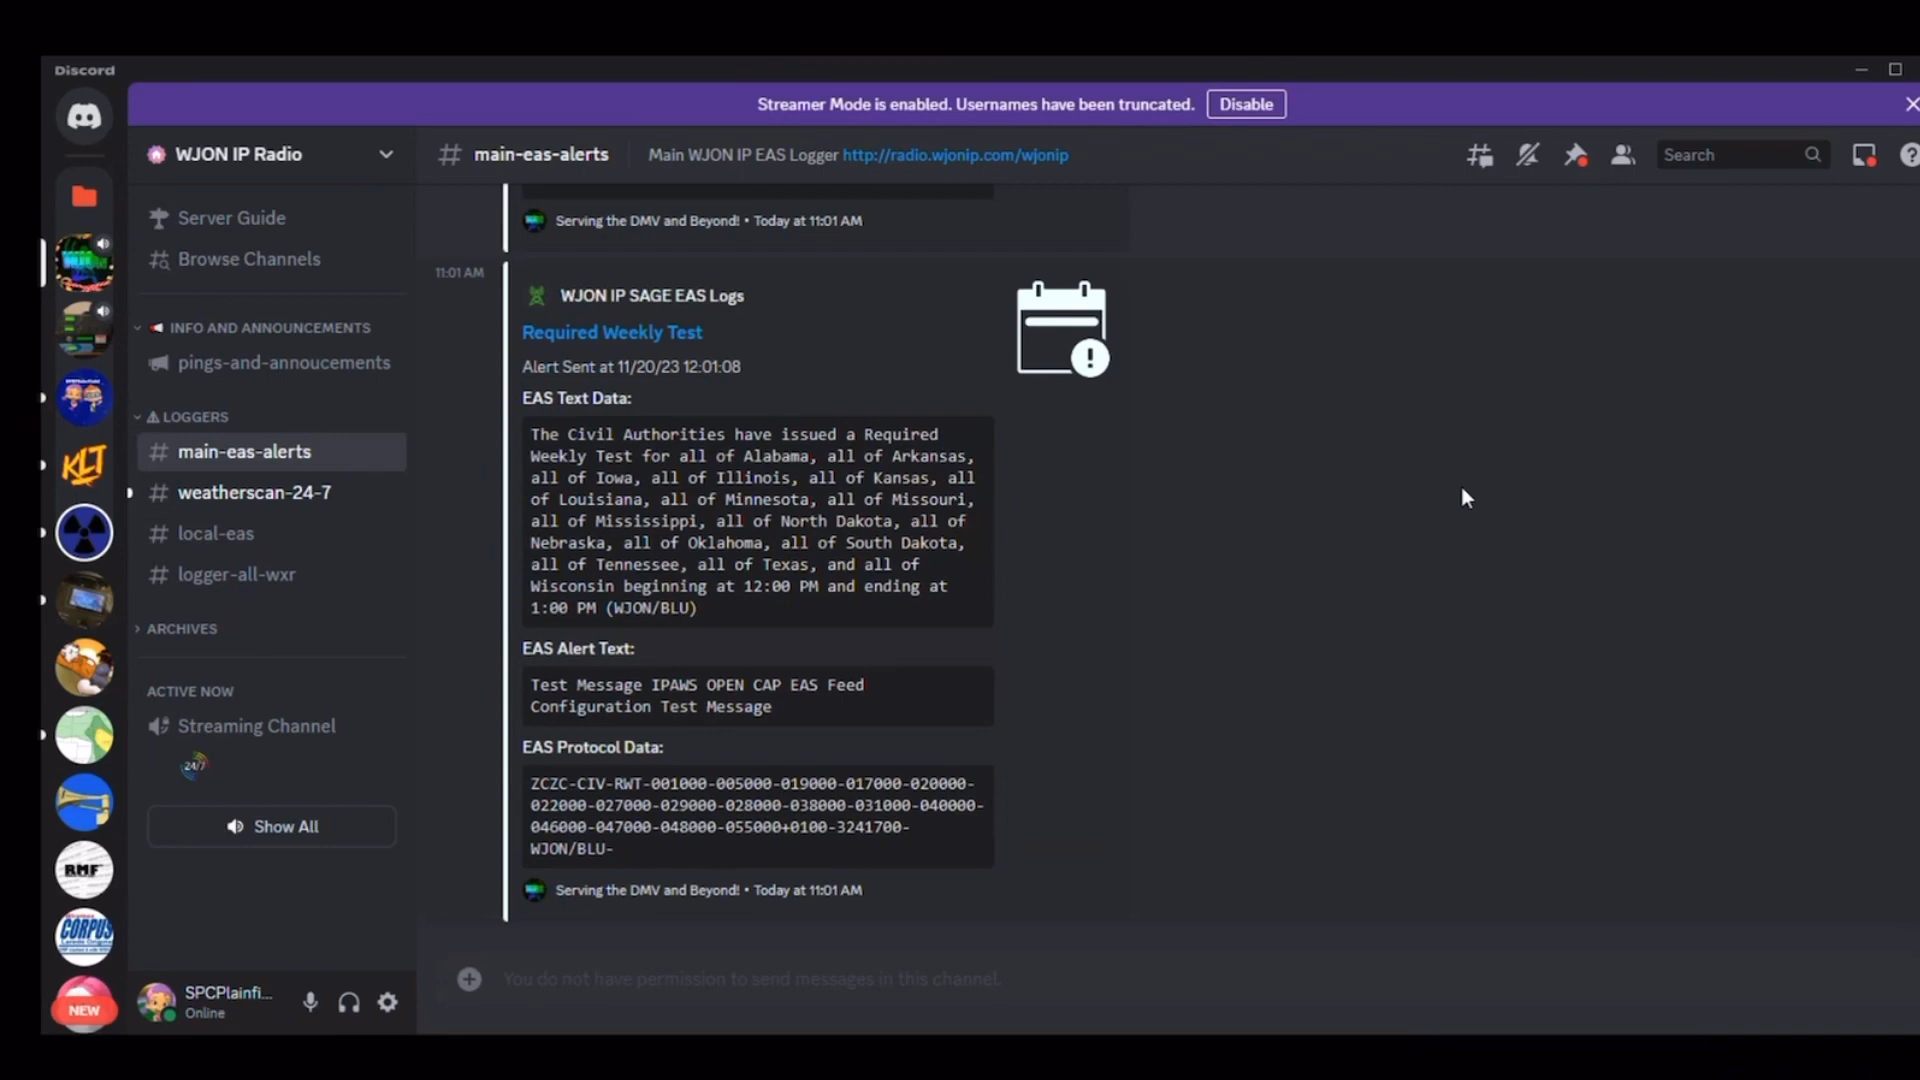 Discord
Streamer Mode is enabled. Usernames have been truncated. Disable
WJON IP Radio
main-eas-alerts
Main WJON IP EAS Logger http://radio.wjonip.com/wjonip
Search
Server Guide
Browse Channels
INFO AND ANNOUNCEMENTS
pings-and-annoucements
LOGGERS
main-eas-alerts
weatherscan-24-7
local-eas
logger-all-wxr
ARCHIVES
ACTIVE NOW
Streaming Channel
24/7
Show All
KLT
RMF
CORPUS
NEW
SPCPlainfi...
Online
Serving the DMV and Beyond! • Today at 11:01 AM
11:01 AM
WJON IP SAGE EAS Logs
Required Weekly Test
Alert Sent at 11/20/23 12:01:08
EAS Text Data:
The Civil Authorities have issued a Required
Weekly Test for all of Alabama, all of Arkansas,
all of Iowa, all of Illinois, all of Kansas, all
of Louisiana, all of Minnesota, all of Missouri,
all of Mississippi, all of North Dakota, all of
Nebraska, all of Oklahoma, all of South Dakota,
all of Tennessee, all of Texas, and all of
Wisconsin beginning at 12:00 PM and ending at
1:00 PM (WJON/BLU)
EAS Alert Text:
Test Message IPAWS OPEN CAP EAS Feed
Configuration Test Message
EAS Protocol Data:
ZCZC-CIV-RWT-001000-005000-019000-017000-020000-
022000-027000-029000-028000-038000-031000-040000-
046000-047000-048000-055000+0100-3241700-
WJON/BLU-
Serving the DMV and Beyond! • Today at 11:01 AM
You do not have permission to send messages in this channel.